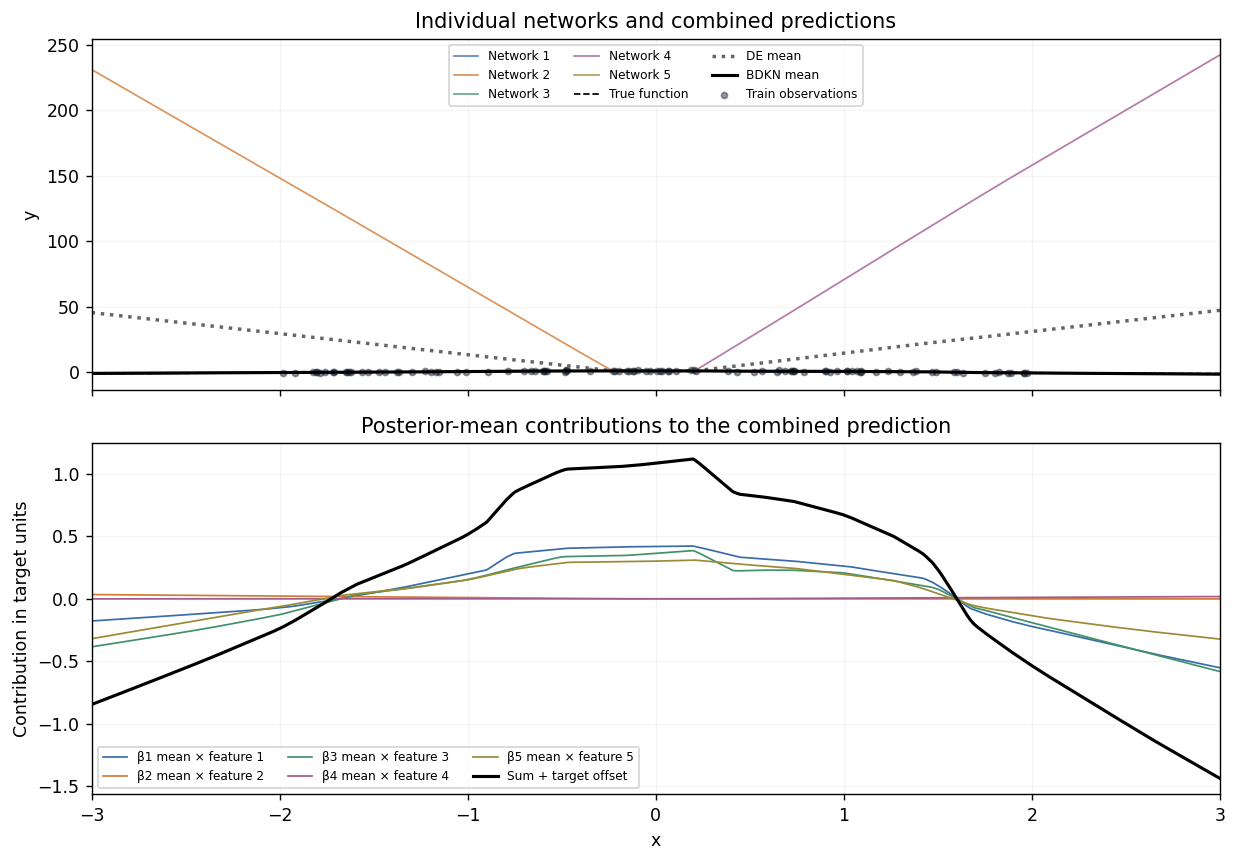 Individual networks and combined predictions
250
200
150
100
50
0
y
Network 1
Network 2
Network 3
Network 4
Network 5
True function
DE mean
BDKN mean
Train observations
Posterior-mean contributions to the combined prediction
1.0
0.5
0.0
−0.5
−1.0
−1.5
Contribution in target units
β1 mean × feature 1
β2 mean × feature 2
β3 mean × feature 3
β4 mean × feature 4
β5 mean × feature 5
Sum + target offset
−3 −2 −1 0 1 2 3
x